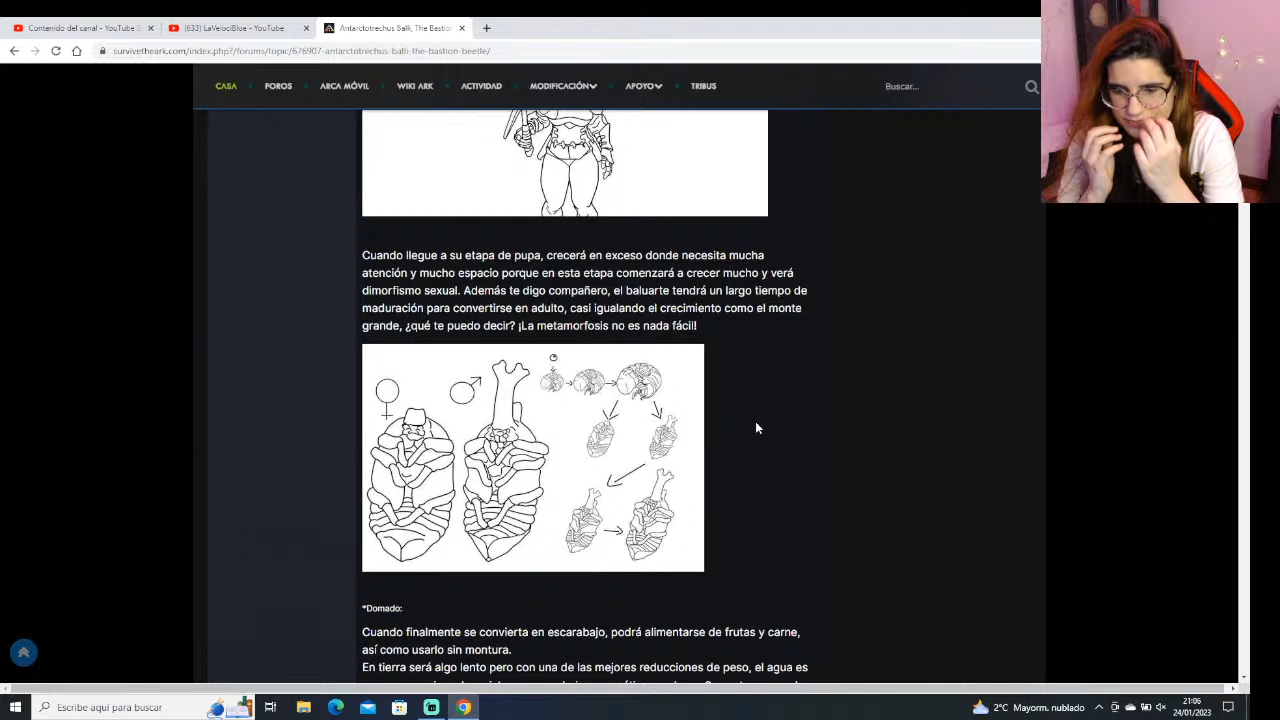 Contenido del canal - YouTube S
(633) LaVelociBlue - YouTube
Antarctotrechus Balli, The Bastion
survivetheark.com/index.php?/forums/topic/676907-antarctotrechus-balli-the-bastion-beetle/
CASA FOROS ARCA MÓVIL WIKI ARK ACTIVIDAD MODIFICACIÓN APOYO TRIBUS Buscar...
Cuando llegue a su etapa de pupa, crecerá en exceso donde necesita mucha
atención y mucho espacio porque en esta etapa comenzará a crecer mucho y verá
dimorfismo sexual. Además te digo compañero, el baluarte tendrá un largo tiempo de
maduración para convertirse en adulto, casi igualando el crecimiento como el monte
grande, ¿qué te puedo decir? ¡La metamorfosis no es nada fácil!
*Domado:
Cuando finalmente se convierta en escarabajo, podrá alimentarse de frutas y carne,
así como usarlo sin montura.
En tierra será algo lento pero con una de las mejores reducciones de peso, el agua es
Escribe aquí para buscar
2°C Mayorm. nublado
21:06
24/01/2023